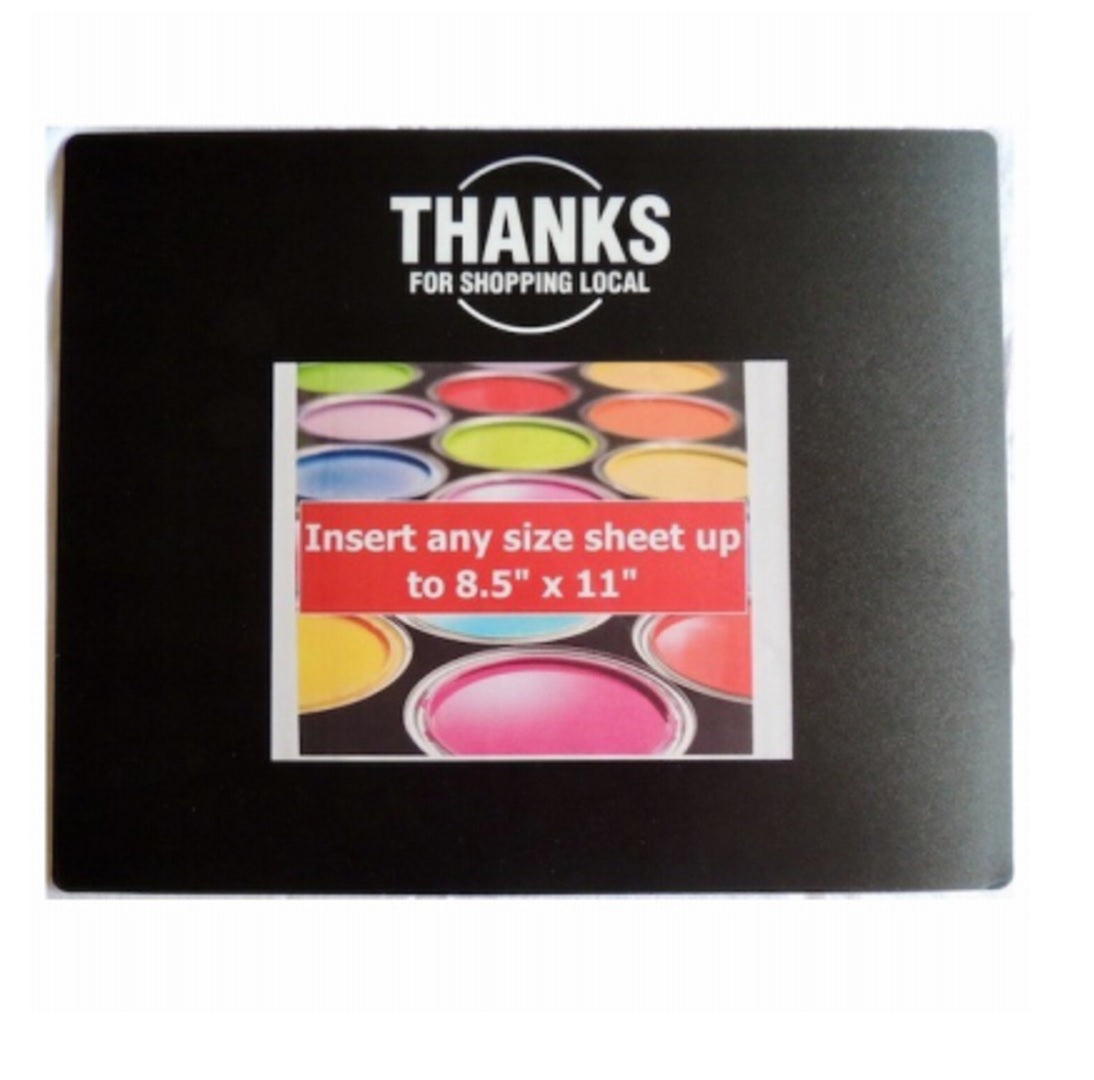 THANKS
FOR SHOPPING LOCAL
Insert any size sheet up
to 8.5" x 11"